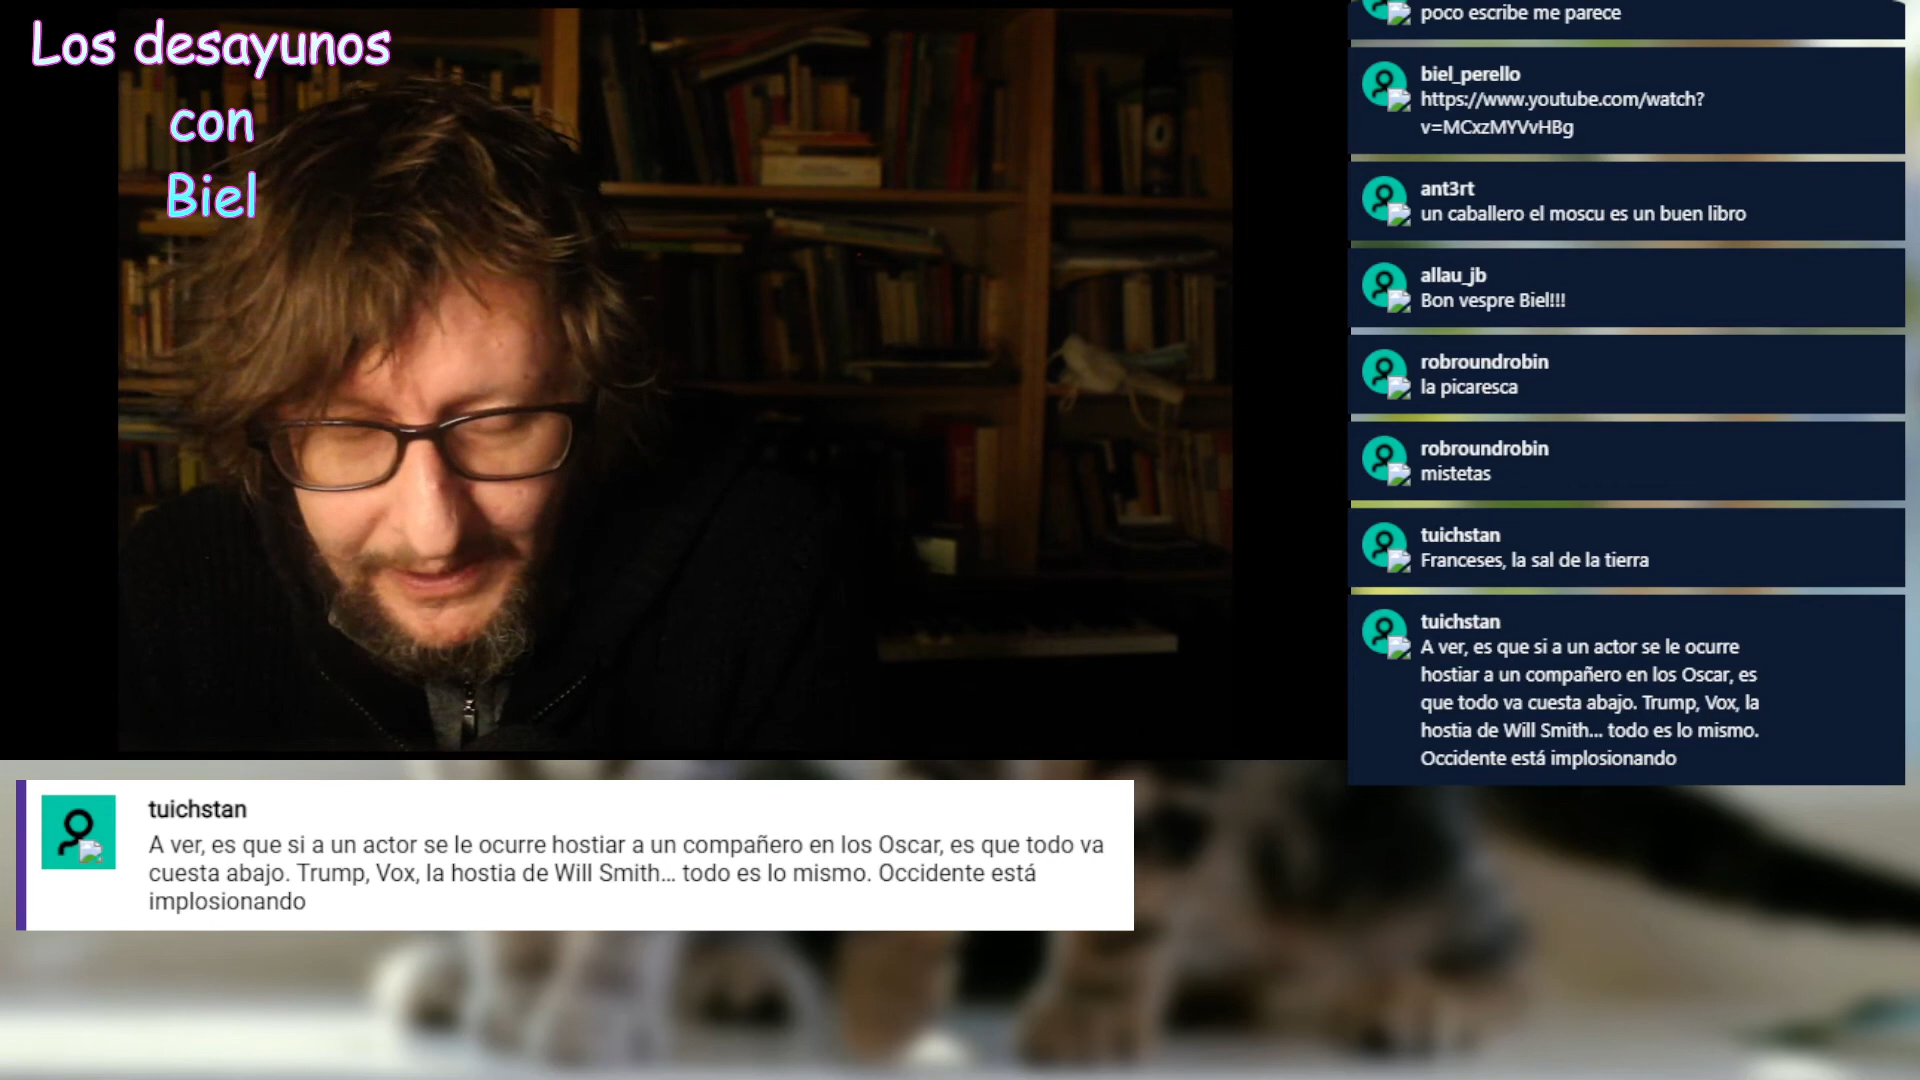 Los desayunos
con
Biel
poco escribe me parece
biel_perello
https://www.youtube.com/watch?
v=MCxzMYVvHBg
ant3rt
un caballero el moscu es un buen libro
allau_jb
Bon vespre Biel!!!
robroundrobin
la picaresca
robroundrobin
mistetas
tuichstan
Franceses, la sal de la tierra
tuichstan
A ver, es que si a un actor se le ocurre
hostiar a un compañero en los Oscar, es
que todo va cuesta abajo. Trump, Vox, la
hostia de Will Smith... todo es lo mismo.
Occidente está implosionando
tuichstan
A ver, es que si a un actor se le ocurre hostiar a un compañero en los Oscar, es que todo va
cuesta abajo. Trump, Vox, la hostia de Will Smith... todo es lo mismo. Occidente está
implosionando